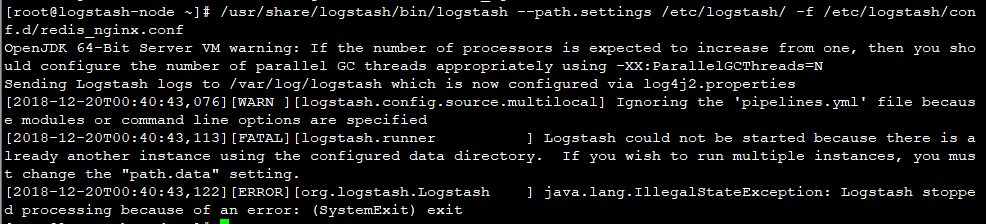 [root@logstash-node ~]# /usr/share/logstash/bin/logstash --path.settings /etc/logstash/ -f /etc/logstash/con
f.d/redis_nginx.conf
OpenJDK 64-Bit Server VM warning: If the number of processors is expected to increase from one, then you sho
uld configure the number of parallel GC threads appropriately using -XX:ParallelGCThreads=N
Sending Logstash logs to /var/log/logstash which is now configured via log4j2.properties
[2018-12-20T00:40:43,076][WARN ][logstash.config.source.multilocal] Ignoring the 'pipelines.yml' file becaus
e modules or command line options are specified
[2018-12-20T00:40:43,113][FATAL][logstash.runner          ] Logstash could not be started because there is a
lready another instance using the configured data directory.  If you wish to run multiple instances, you mus
t change the "path.data" setting.
[2018-12-20T00:40:43,122][ERROR][org.logstash.Logstash    ] java.lang.IllegalStateException: Logstash stoppe
d processing because of an error: (SystemExit) exit